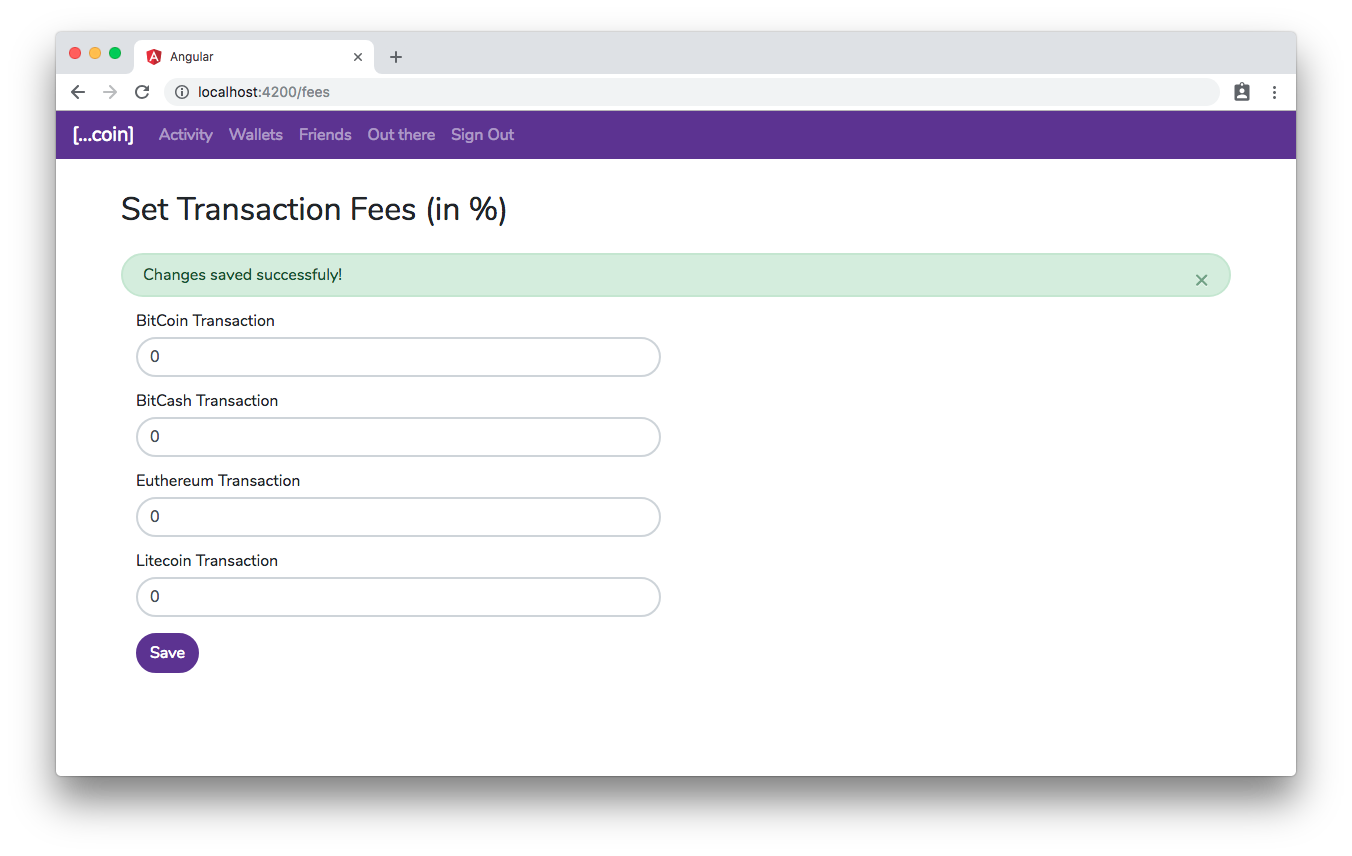 Angular
localhost:4200/fees
[...coin] Activity Wallets Friends Out there Sign Out
Set Transaction Fees (in %)
Changes saved successfuly!
BitCoin Transaction
0
BitCash Transaction
0
Euthereum Transaction
0
Litecoin Transaction
0
Save